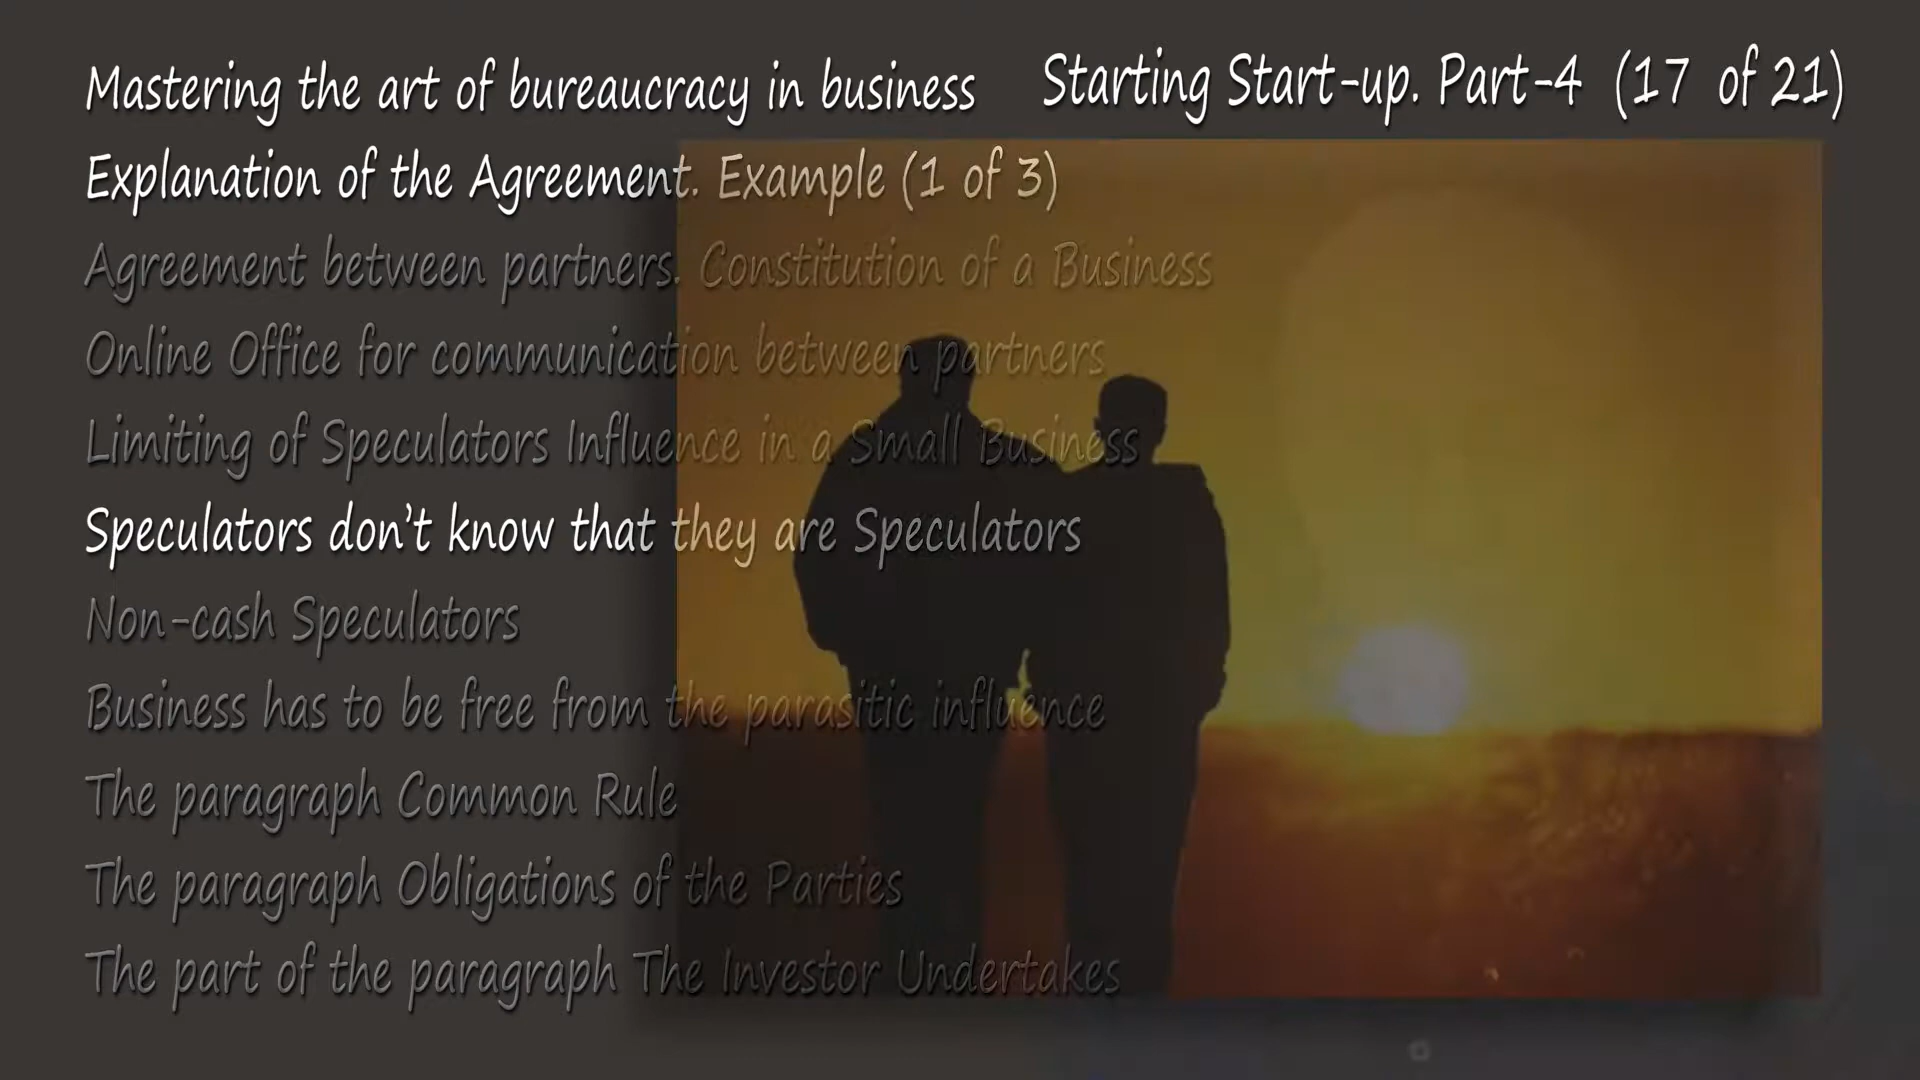 Mastering the art of bureaucracy in business
Starting Start-up. Part-4 (17 of 21)
Explanation of the Agreement. Example (1 of 3)
Agreement between partners. Constitution of a Business
Online Office for communication between partners
Limiting of Speculators Influence in a Small Business
Speculators don't know that they are Speculators
Non-cash Speculators
Business has to be free from the parasitic influence
The paragraph Common Rule
The paragraph Obligations of the Parties
The part of the paragraph The Investor Undertakes